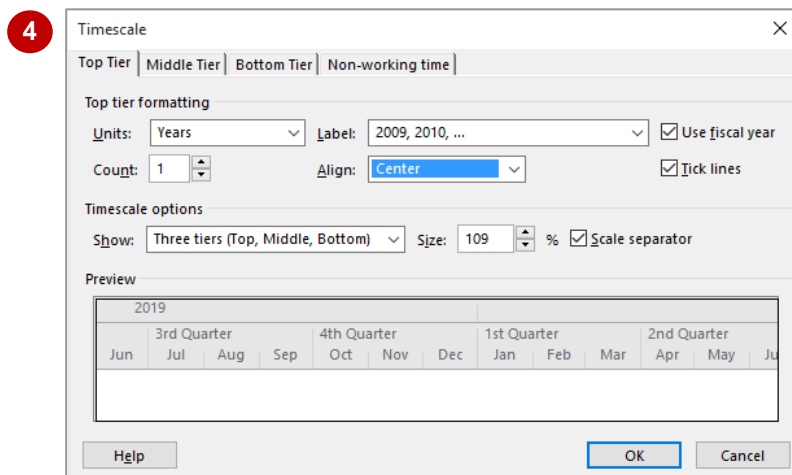 4
Timescale
Top Tier Middle Tier Bottom Tier Non-working time
Top tier formatting
Units: Years Label: 2009, 2010, ... Use fiscal year
Count: 1 Align: Center Tick lines
Timescale options
Show: Three tiers (Top, Middle, Bottom) Size: 109 % Scale separator
Preview
2019
3rd Quarter 4th Quarter 1st Quarter 2nd Quarter
Jun Jul Aug Sep Oct Nov Dec Jan Feb Mar Apr May Ju
Help OK Cancel